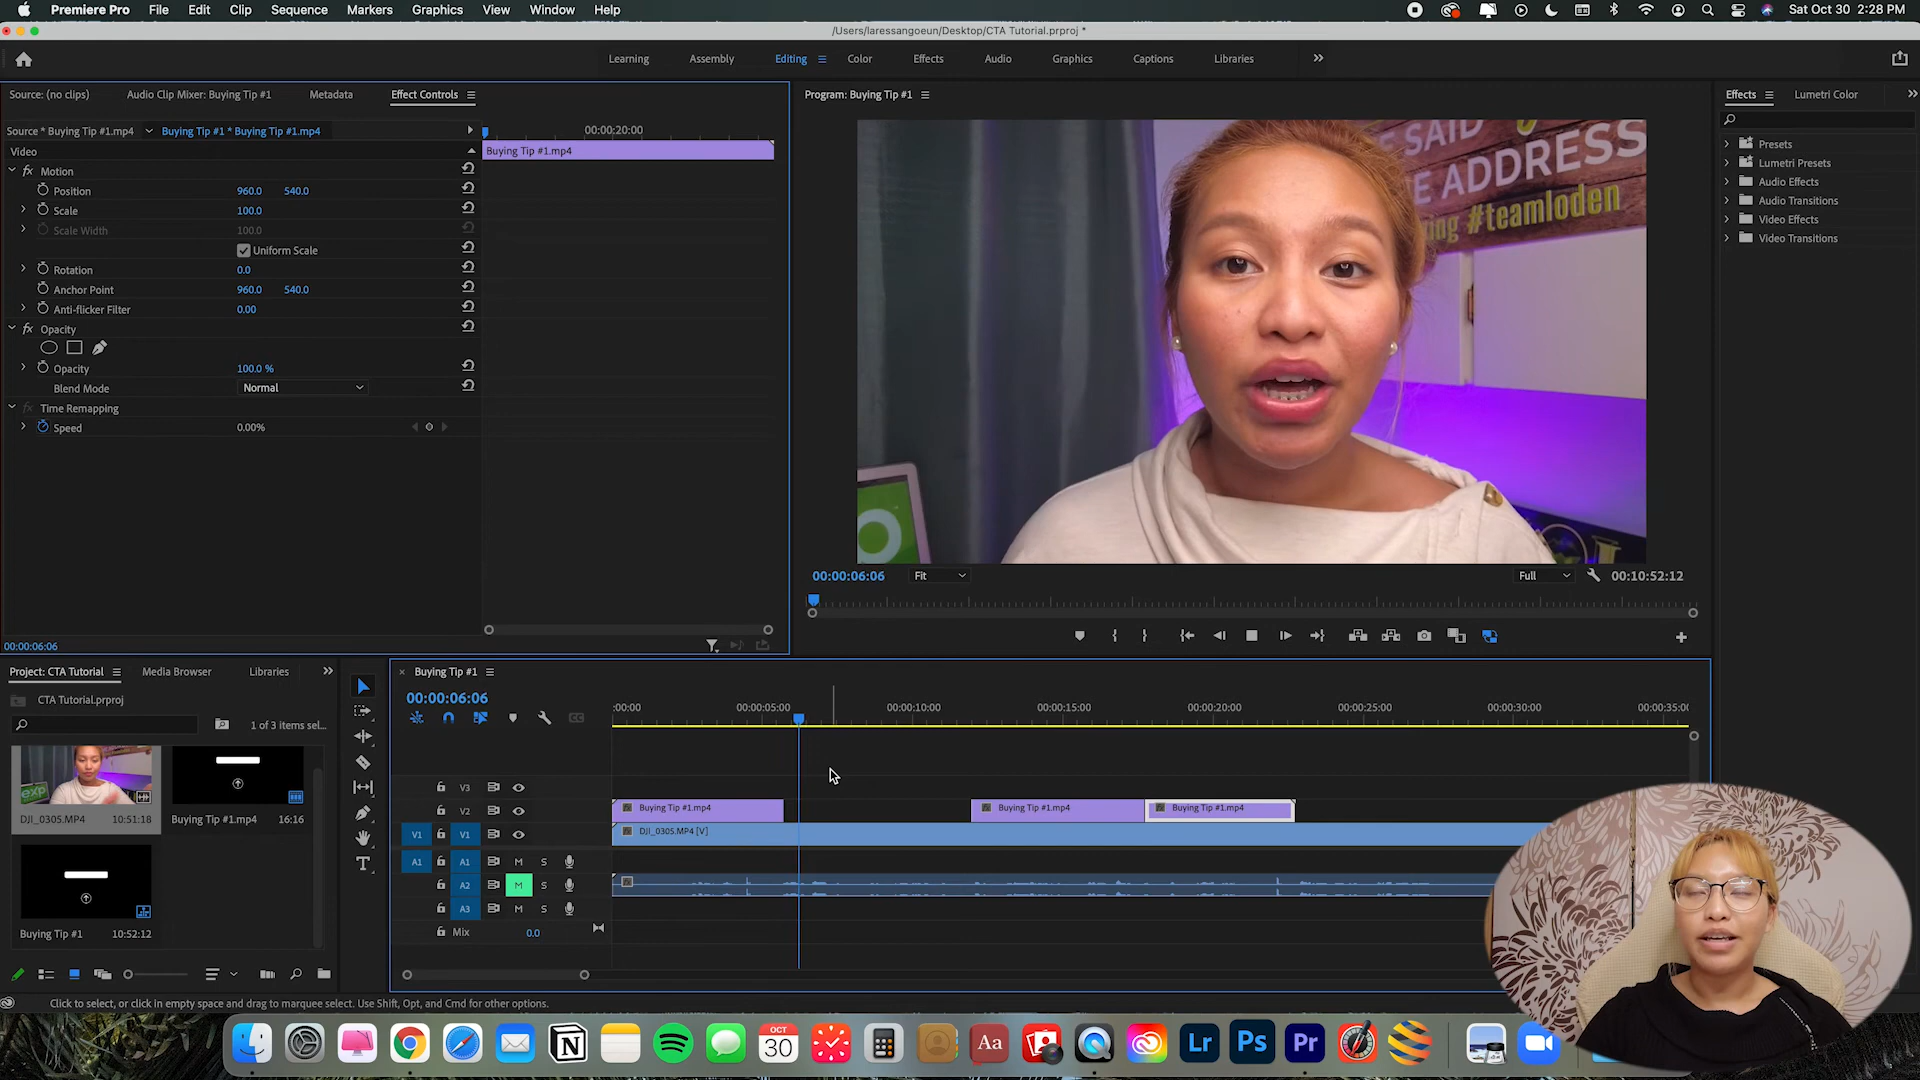 Premiere Pro File Edit Clip Sequence Markers Graphics View Window Help Sat Oct 30 2:28 PM
/Users/laressangoeun/Desktop/CTA Tutorial.prproj *
Learning Assembly Editing Color Effects Audio Graphics Captions Libraries
Source: (no clips) Audio Clip Mixer: Buying Tip #1 Metadata Effect Controls
Source * Buying Tip #1.mp4 Buying Tip #1 * Buying Tip #1.mp4 00:00:20:00
Video Buying Tip #1.mp4
fx Motion
Position 960.0 540.0
Scale 100.0
Scale Width 100.0
Uniform Scale
Rotation 0.0
Anchor Point 960.0 540.0
Anti-flicker Filter 0.00
fx Opacity
Opacity 100.0 %
Blend Mode Normal
fx Time Remapping
Speed 0.00%
00:00:06:06
Program: Buying Tip #1
E SAID
E ADDRESS
ing #teamloden
00:00:06:06 Fit Full 00:10:52:12
Effects Lumetri Color
Presets
Lumetri Presets
Audio Effects
Audio Transitions
Video Effects
Video Transitions
Project: CTA Tutorial Media Browser Libraries
CTA Tutorial.prproj
1 of 3 items sel...
exp
DJI_0305.MP4 10:51:18 Buying Tip #1.mp4 16:16
Buying Tip #1 10:52:12
Buying Tip #1
00:00:06:06
:00:00 00:00:05:00 00:00:10:00 00:00:15:00 00:00:20:00 00:00:25:00 00:00:30:00 00:00:35:0
V3
V2 Buying Tip #1.mp4 Buying Tip #1.mp4 Buying Tip #1.mp4
V1 V1 DJI_0305.MP4 [V]
A1 A1 M S
A2 M S
A3 M S
Mix 0.0
Click to select, or click in empty space and drag to marquee select. Use Shift, Opt, and Cmd for other options.
OCT
30
Aa
Lr Ps Pr